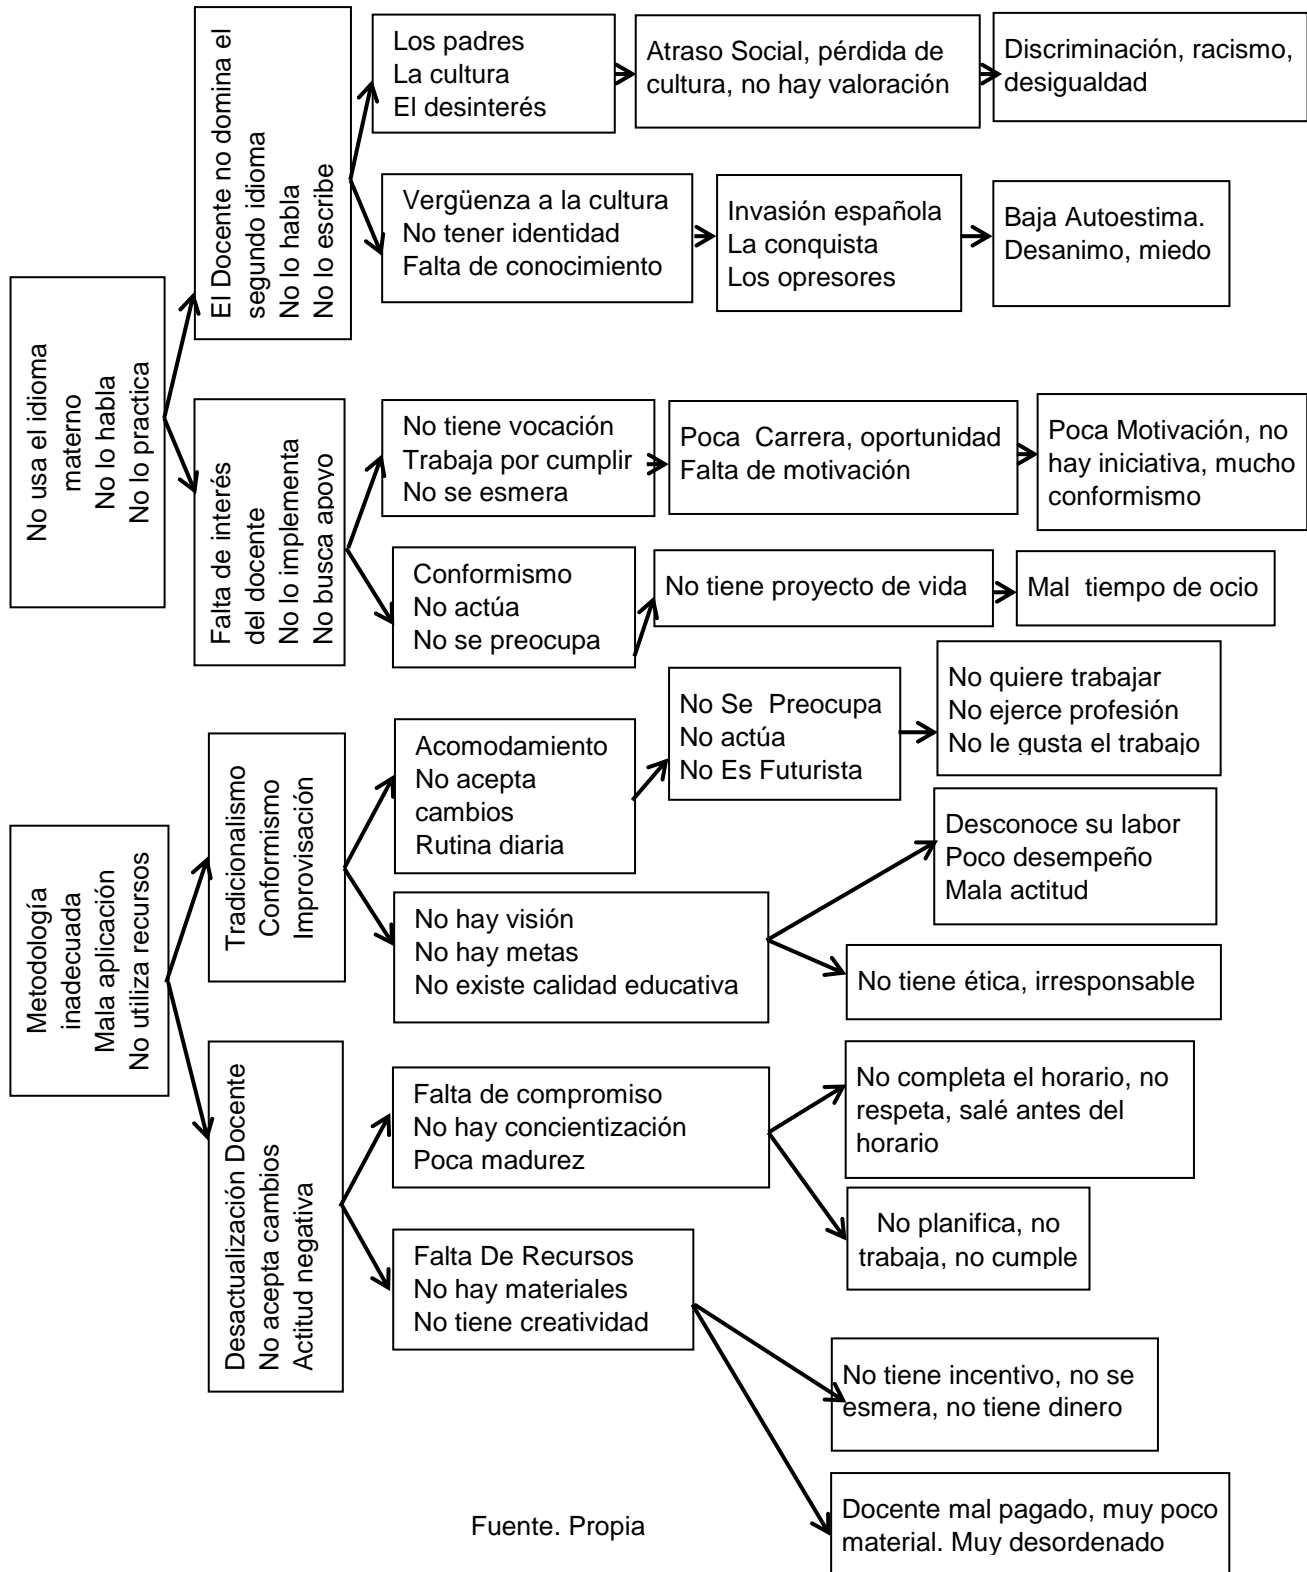 No usa el idioma
materno
No lo habla
No lo practica
El Docente no domina el
segundo idioma
No lo habla
No lo escribe
Los padres
La cultura
El desinterés
Atraso Social, pérdida de
cultura, no hay valoración
Discriminación, racismo,
desigualdad
Vergüenza a la cultura
No tener identidad
Falta de conocimiento
Invasión española
La conquista
Los opresores
Baja Autoestima.
Desanimo, miedo
Falta de interés
del docente
No lo implementa
No busca apoyo
No tiene vocación
Trabaja por cumplir
No se esmera
Poca Carrera, oportunidad
Falta de motivación
Poca Motivación, no
hay iniciativa, mucho
conformismo
Conformismo
No actúa
No se preocupa
No tiene proyecto de vida
Mal tiempo de ocio
Metodología
inadecuada
Mala aplicación
No utiliza recursos
Tradicionalismo
Conformismo
Improvisación
Acomodamiento
No acepta
cambios
Rutina diaria
No Se Preocupa
No actúa
No Es Futurista
No quiere trabajar
No ejerce profesión
No le gusta el trabajo
No hay visión
No hay metas
No existe calidad educativa
Desconoce su labor
Poco desempeño
Mala actitud
No tiene ética, irresponsable
Desactualización Docente
No acepta cambios
Actitud negativa
Falta de compromiso
No hay concientización
Poca madurez
No completa el horario, no
respeta, salé antes del
horario
No planifica, no
trabaja, no cumple
Falta De Recursos
No hay materiales
No tiene creatividad
No tiene incentivo, no se
esmera, no tiene dinero
Docente mal pagado, muy poco
material. Muy desordenado
Fuente. Propia